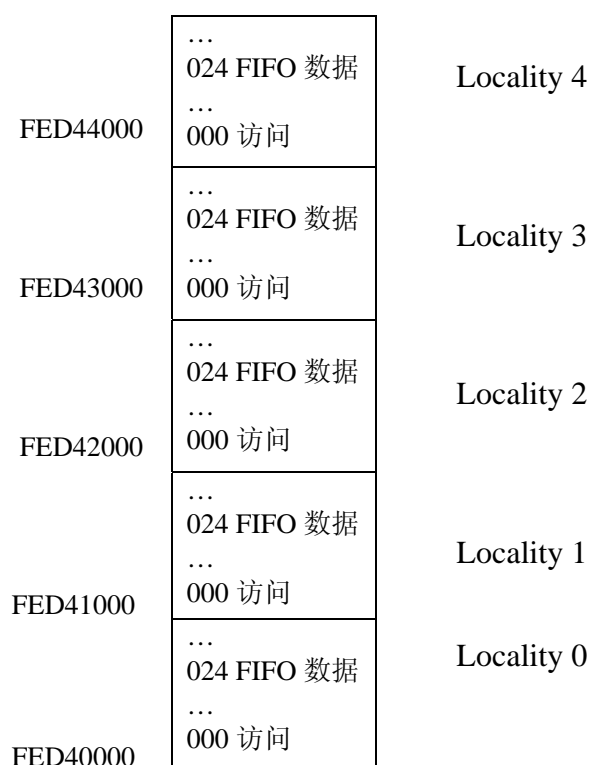 …
024 FIFO 数据
Locality 4
…
FED44000
000 访问
…
024 FIFO 数据
Locality 3
…
FED43000
000 访问
…
024 FIFO 数据
Locality 2
…
FED42000
000 访问
…
024 FIFO 数据
Locality 1
…
FED41000
000 访问
…
024 FIFO 数据
Locality 0
…
FED40000
000 访问